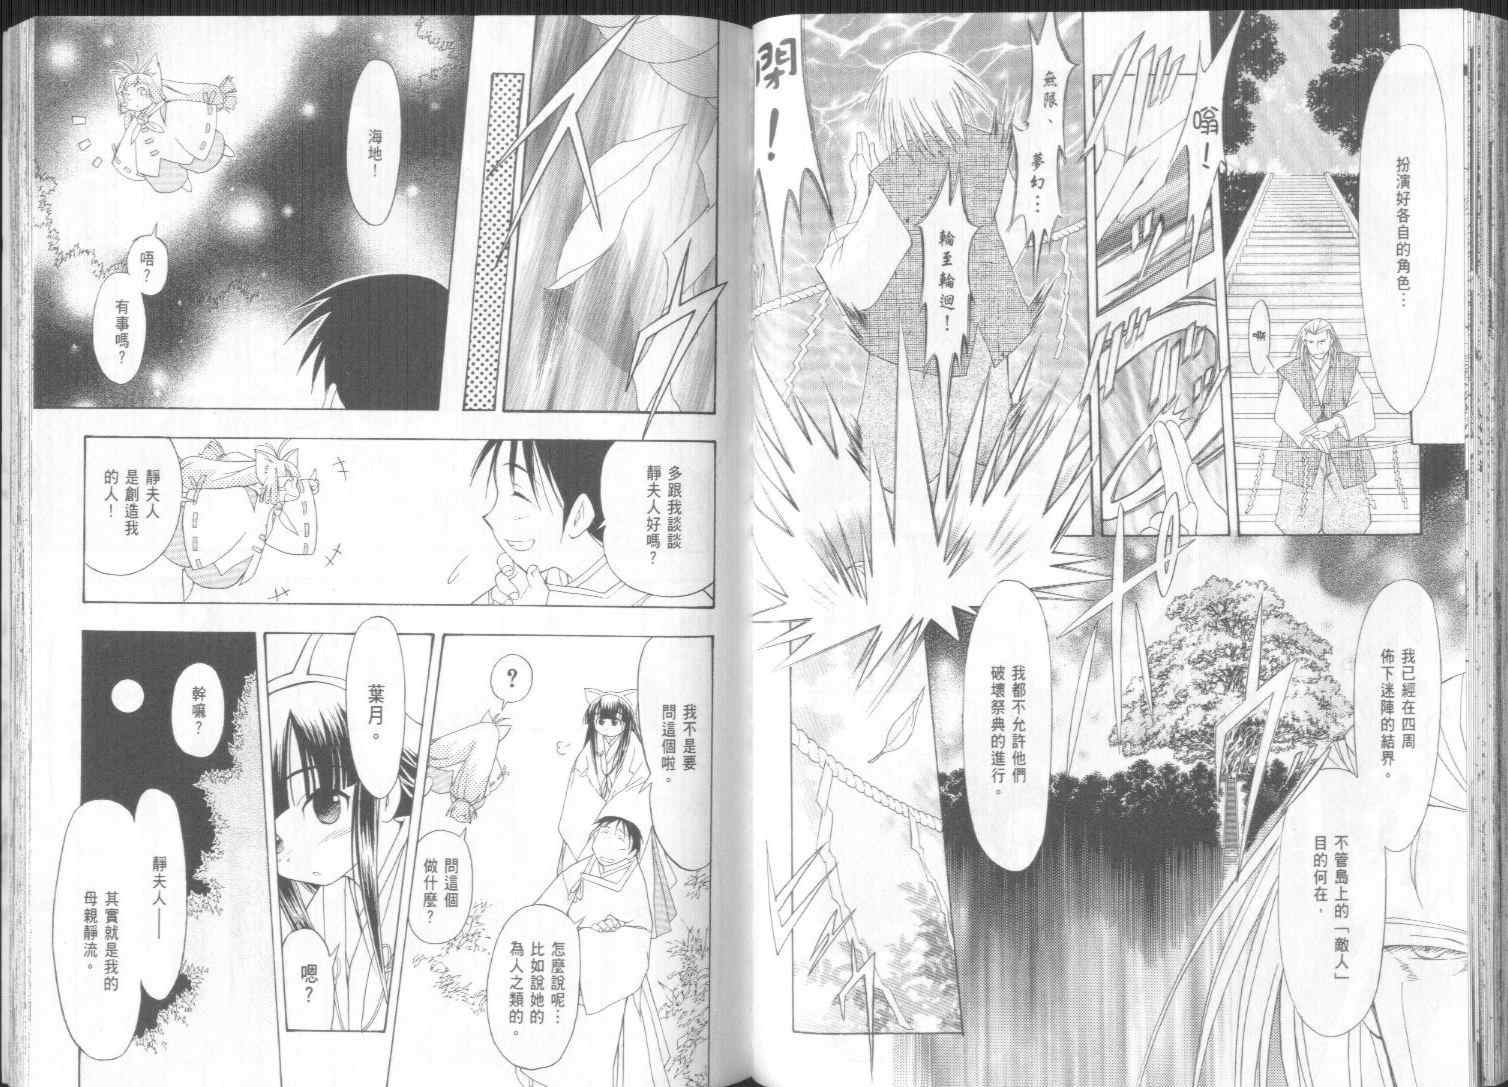 扮演好各自的角色…
嗡！
無限、
夢幻…
輪至輪迴！
閉！
我已經在四周
佈下迷陣的結界。
不管島上的「敵人」
目的何在，
我都不允許他們
破壞祭典的進行。
海地！
唔？
有事嗎？
多跟我談談
靜夫人好嗎？
靜夫人
是創造我
的人！
我不是要
問這個啦。
？
問這個
做什麼？
怎麼說呢…
比如說她的
為人之類的。
葉月。
嗯？
幹嘛？
靜夫人——
其實就是我的
母親靜流。